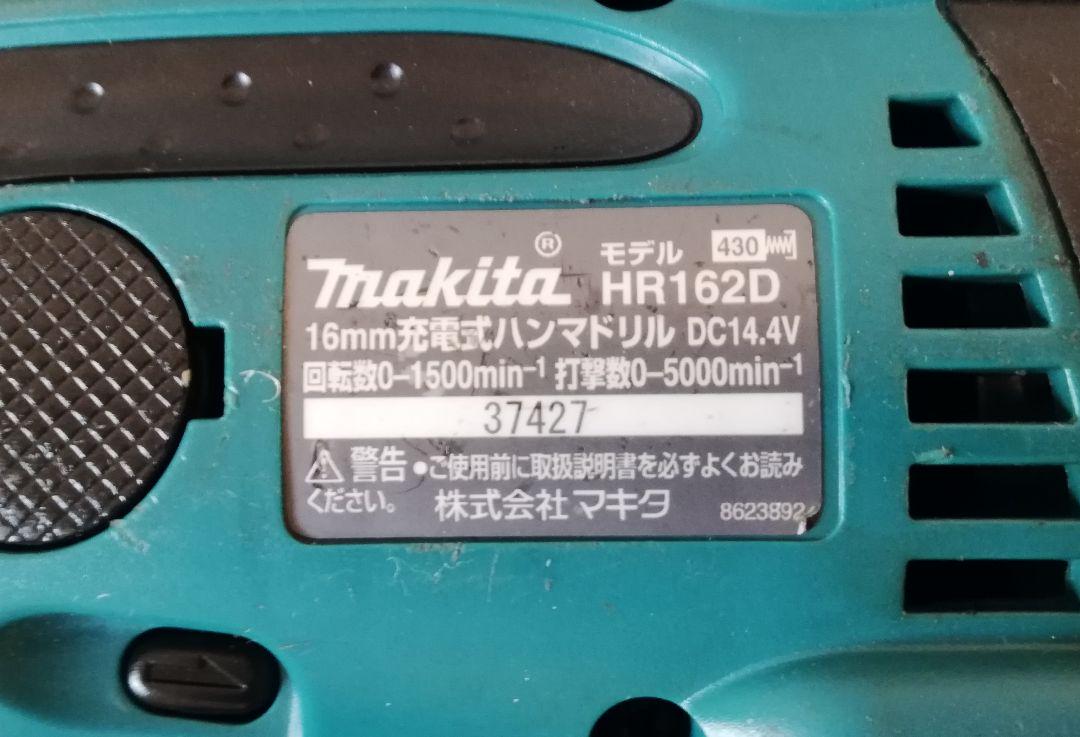 makita® モデル 430
HR162D
16mm充電式ハンマドリル DC14.4V
回転数0-1500min-1 打撃数0-5000min-1
37427
警告 •ご使用前に取扱説明書を必ずよくお読み
ください。 株式会社マキタ 8623892